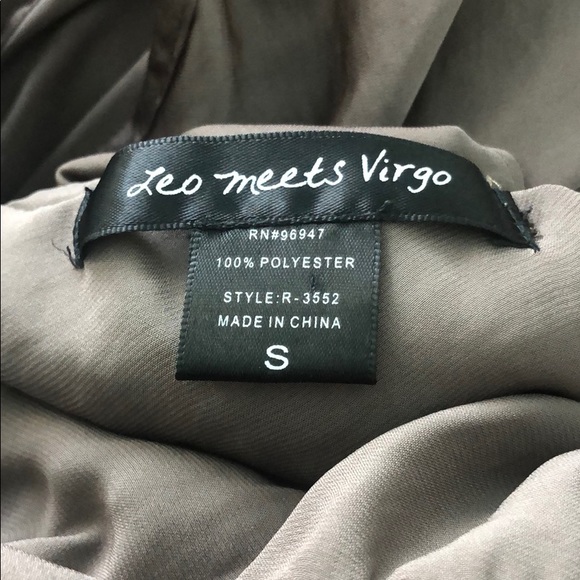 Leo meets Virgo
RN#96947
100% POLYESTER
STYLE:R-3552
MADE IN CHINA
S